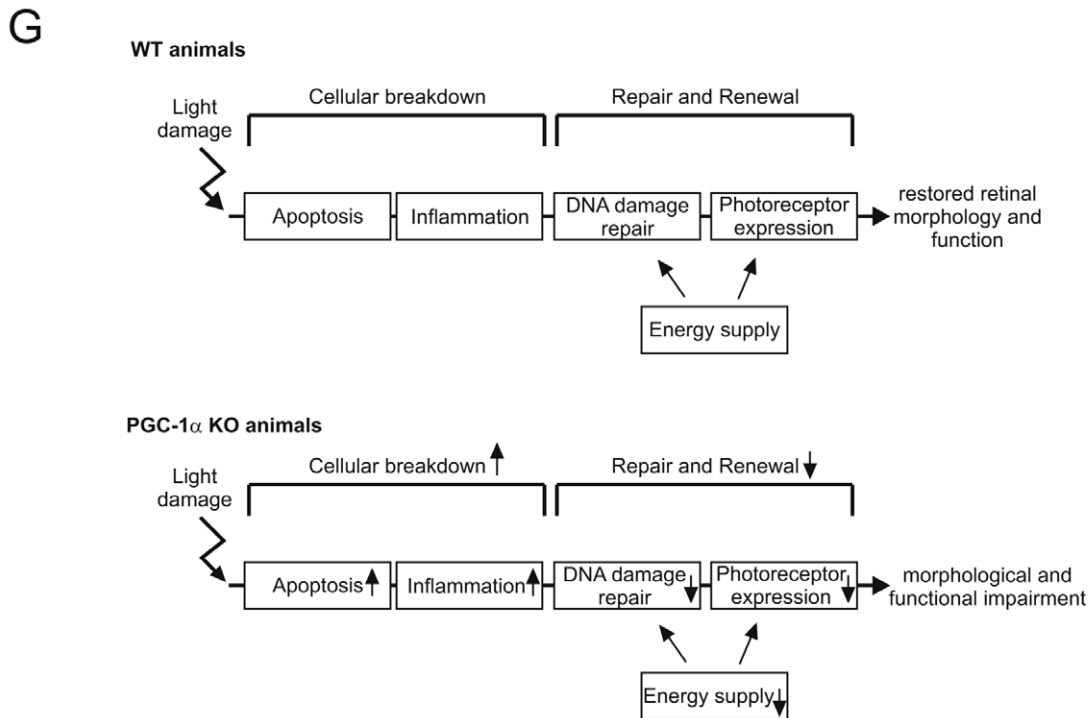 G
WT animals
Cellular breakdown
Repair and Renewal
Light
damage
Apoptosis
Inflammation
DNA damage
repair
Photoreceptor
expression
restored retinal
morphology and
function
Energy supply
PGC-1α KO animals
Cellular breakdown
Repair and Renewal
Light
damage
Apoptosis
Inflammation
DNA damage
repair
Photoreceptor
expression
morphological and
functional impairment
Energy supply